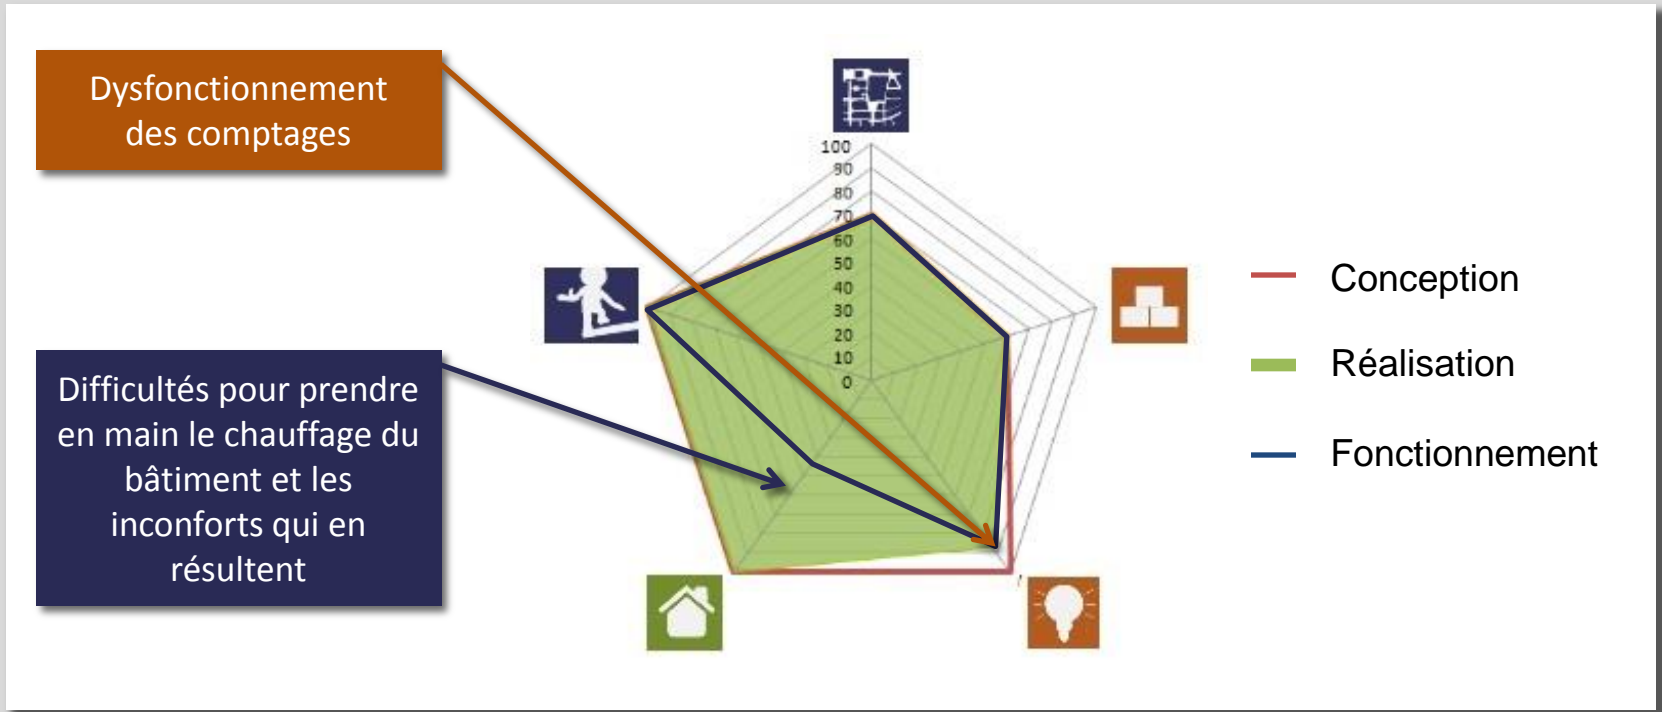 Dysfonctionnement
des comptages
Difficultés pour prendre
en main le chauffage du
bâtiment et les
inconforts qui en
résultent
100
90
80
70
60
50
40
30
20
10
0
Conception
Réalisation
Fonctionnement